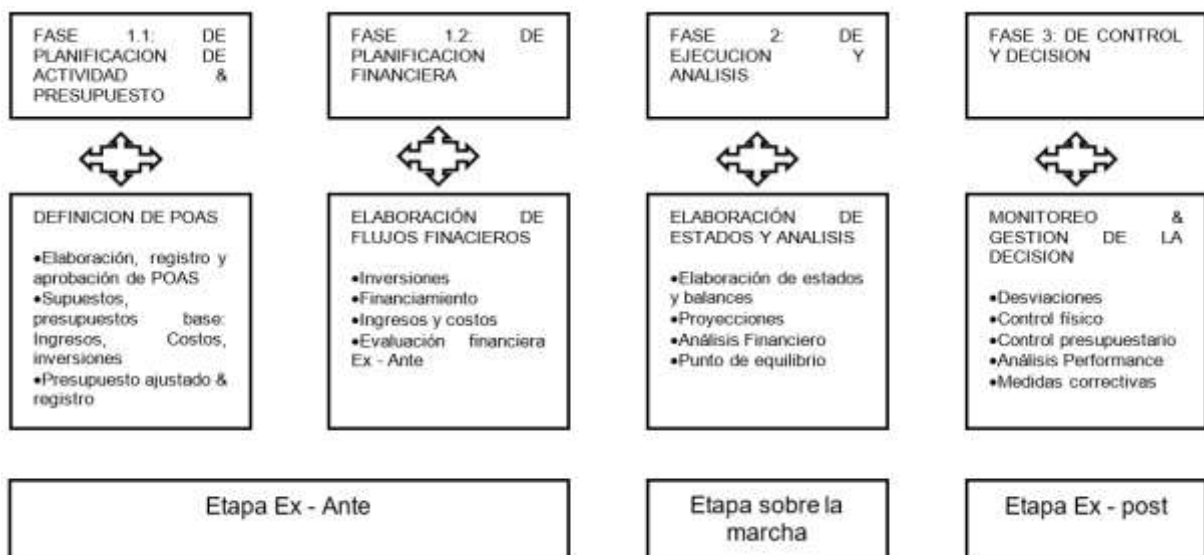 FASE 1.1: DE
PLANIFICACION DE
ACTIVIDAD &
PRESUPUESTO
FASE 1.2: DE
PLANIFICACION
FINANCIERA
FASE 2: DE
EJECUCION Y
ANALISIS
FASE 3: DE CONTROL
Y DECISION
DEFINICION DE POAS
•Elaboración, registro y
aprobación de POAS
•Supuestos,
presupuestos base:
Ingresos, Costos,
inversiones
•Presupuesto ajustado &
registro
ELABORACIÓN DE
FLUJOS FINACIEROS
•Inversiones
•Financiamiento
•Ingresos y costos
•Evaluación financiera
Ex - Ante
ELABORACIÓN DE
ESTADOS Y ANALISIS
•Elaboración de estados
y balances
•Proyecciones
•Análisis Financiero
•Punto de equilibrio
MONITOREO &
GESTION DE LA
DECISION
•Desviaciones
•Control físico
•Control presupuestario
•Análisis Performance
•Medidas correctivas
Etapa Ex - Ante
Etapa sobre la
marcha
Etapa Ex - post